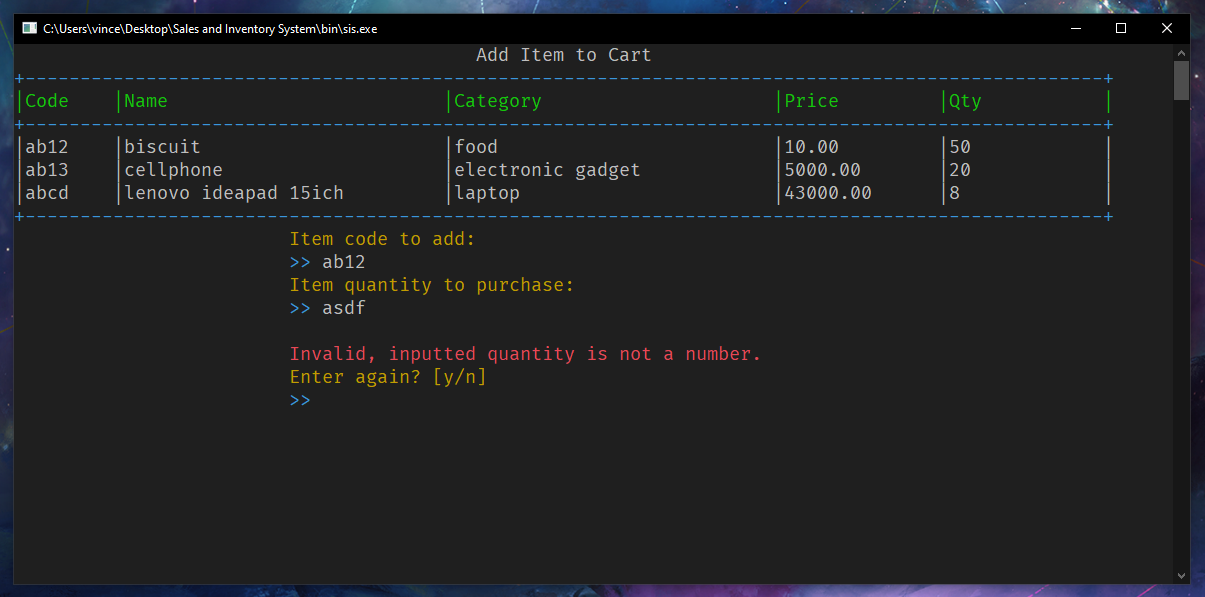 C:\Users\vince\Desktop\Sales and Inventory System\bin\sis.exe
Add Item to Cart
|Code |Name |Category |Price |Qty |
|ab12 |biscuit |food |10.00 |50 |
|ab13 |cellphone |electronic gadget |5000.00 |20 |
|abcd |lenovo ideapad 15ich |laptop |43000.00 |8 |
Item code to add:
>> ab12
Item quantity to purchase:
>> asdf
Invalid, inputted quantity is not a number.
Enter again? [y/n]
>>